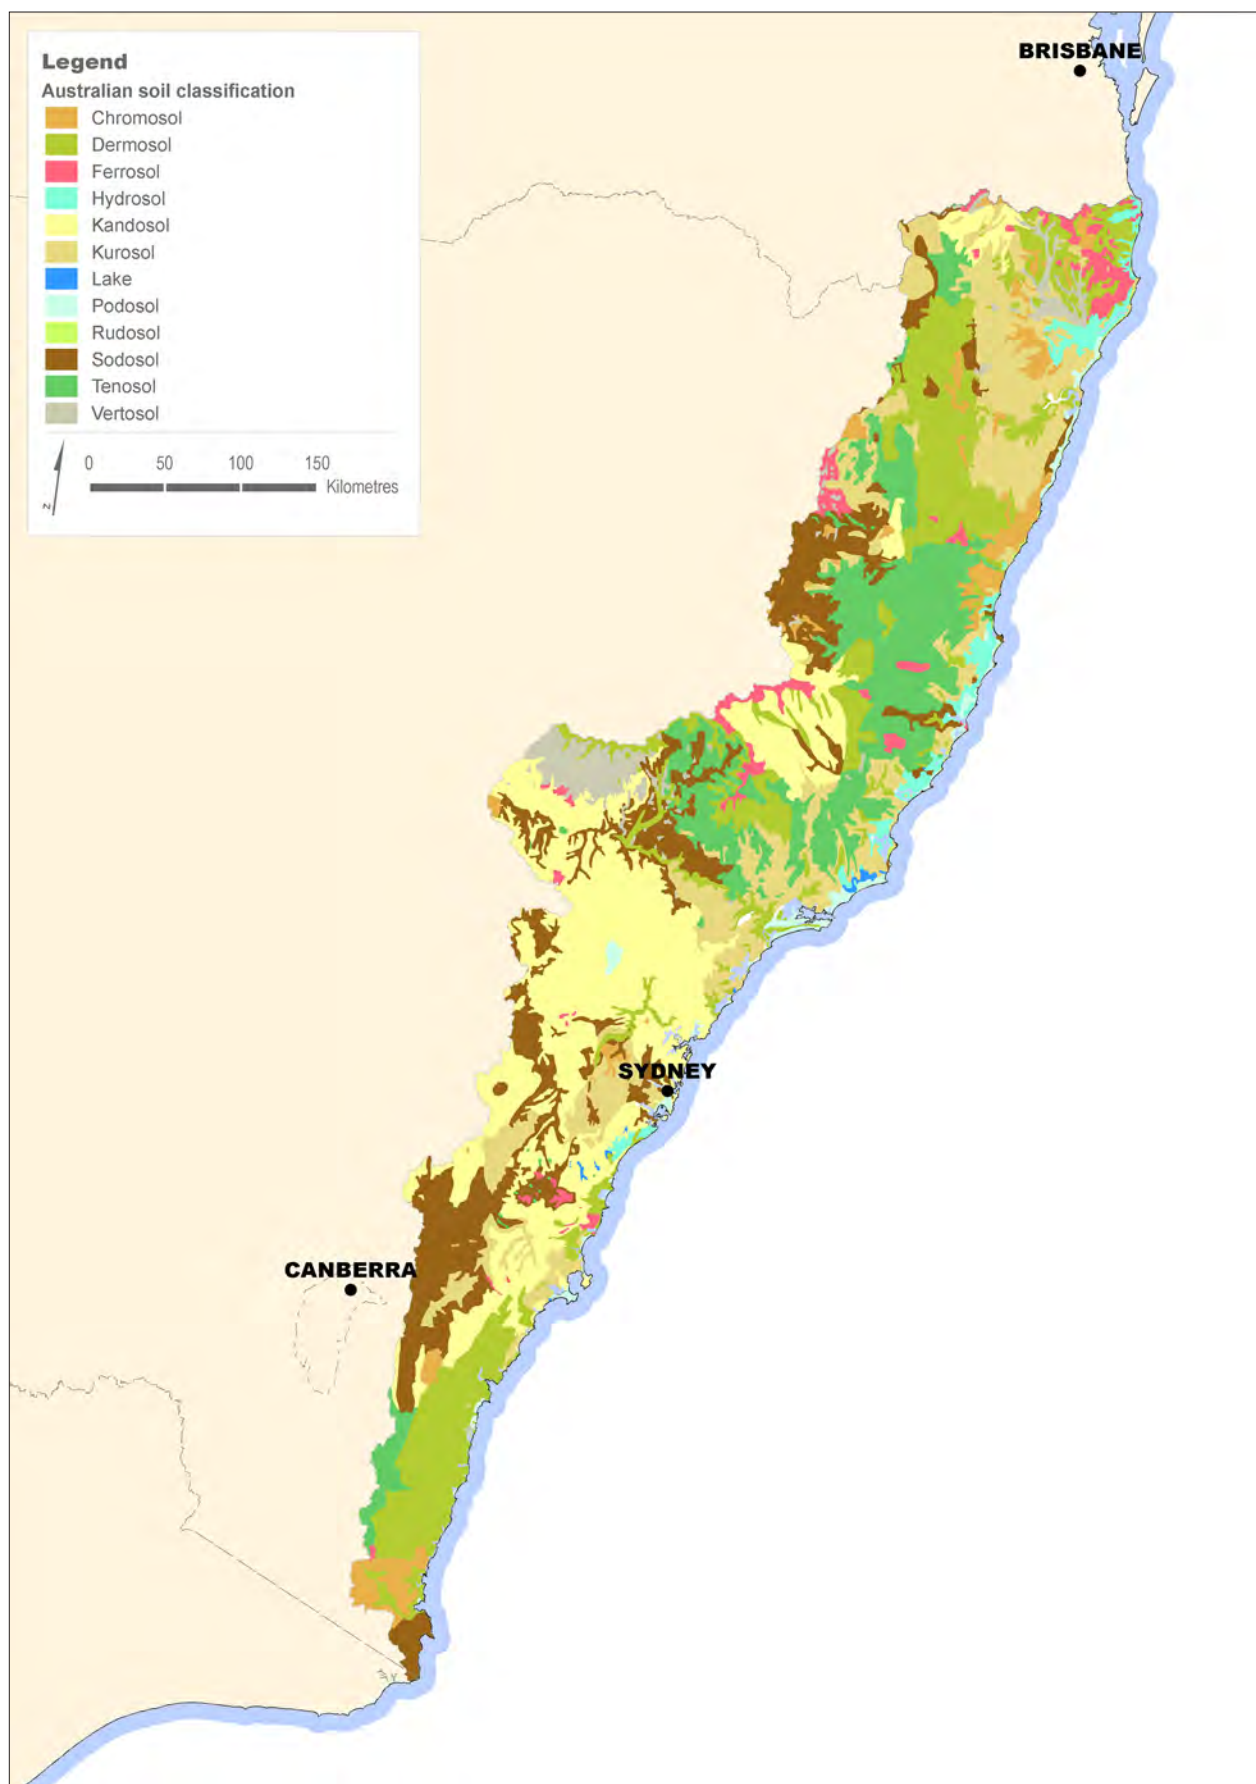 BRISBANE
Legend
Australian soil classification
Chromosol
Dermosol
Ferrosol
Hydrosol
Kandosol
Kurosol
Lake
Podosol
Rudosol
Sodosol
Tenosol
Vertosol
0 50 100 150
Kilometres
N
SYDNEY
CANBERRA